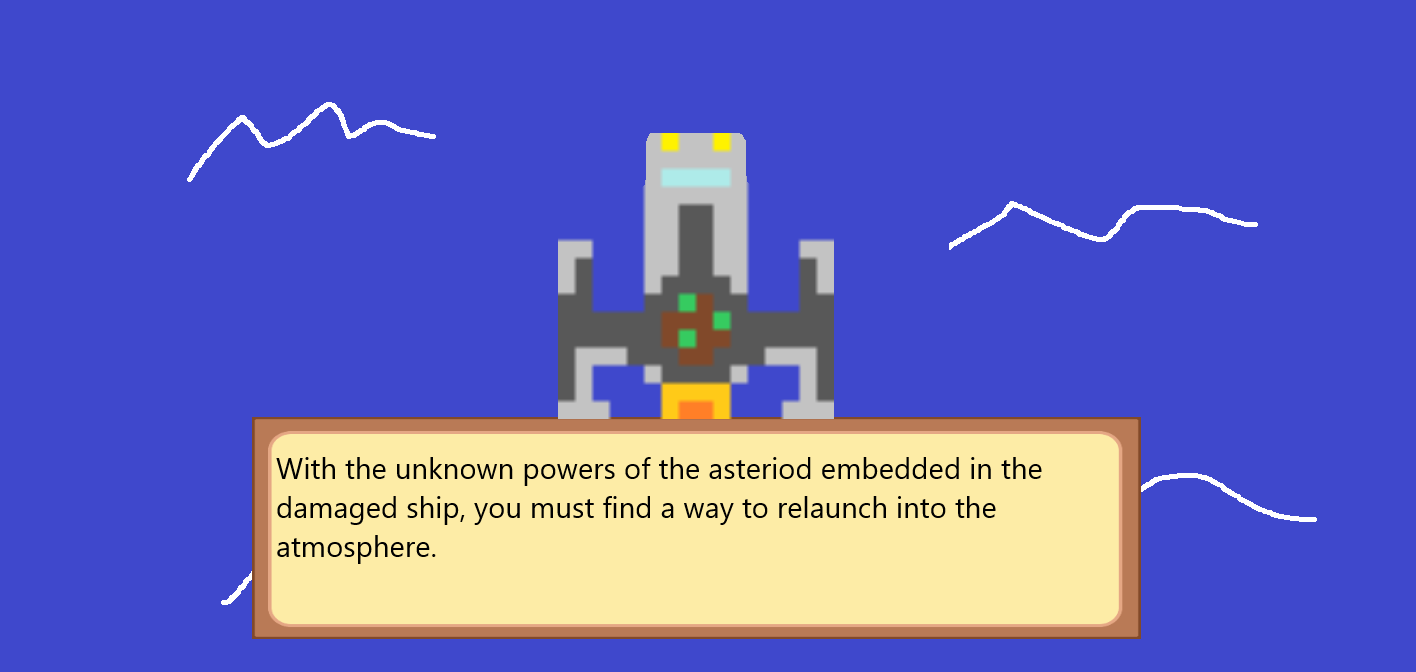 With the unknown powers of the asteriod embedded in the
damaged ship, you must find a way to relaunch into the
atmosphere.